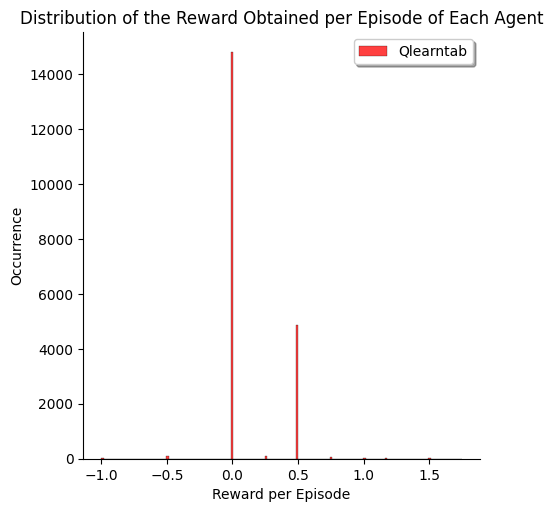 Distribution of the Reward Obtained per Episode of Each Agent
Qlearntab
14000
12000
10000
8000
6000
4000
2000
0
Occurrence
−1.0 −0.5 0.0 0.5 1.0 1.5
Reward per Episode